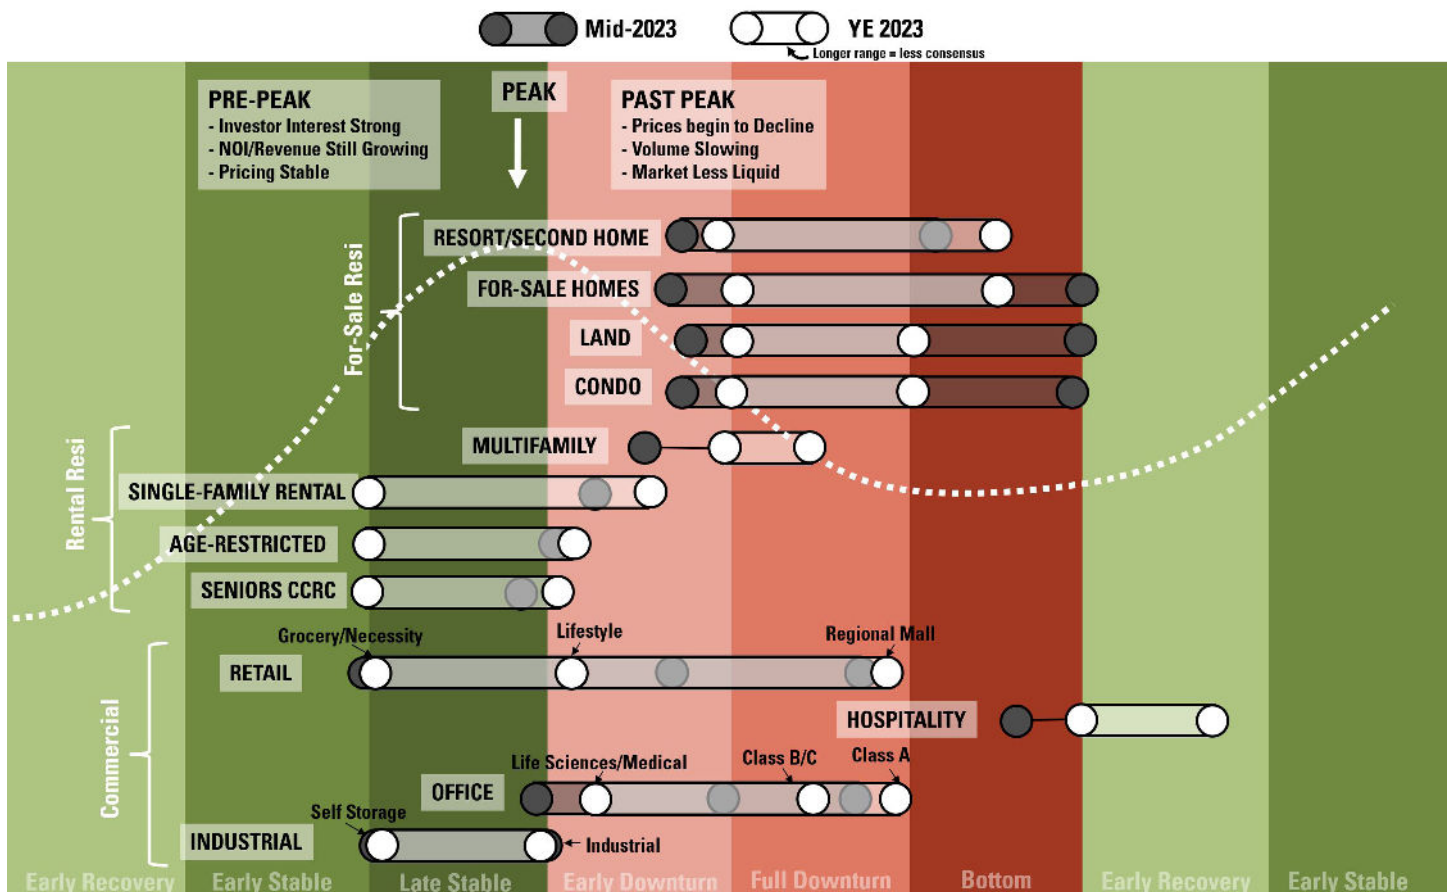 Mid-2023
YE 2023
Longer range = less consensus
PRE-PEAK
- Investor Interest Strong
- NOI/Revenue Still Growing
- Pricing Stable
PEAK
PAST PEAK
- Prices begin to Decline
- Volume Slowing
- Market Less Liquid
For-Sale Resi
RESORT/SECOND HOME
FOR-SALE HOMES
LAND
CONDO
Rental Resi
MULTIFAMILY
SINGLE-FAMILY RENTAL
AGE-RESTRICTED
SENIORS CCRC
Commercial
Grocery/Necessity
Lifestyle
Regional Mall
RETAIL
HOSPITALITY
Life Sciences/Medical
Class B/C
Class A
OFFICE
Self Storage
INDUSTRIAL
Industrial
Early Recovery
Early Stable
Late Stable
Early Downturn
Full Downturn
Bottom
Early Recovery
Early Stable